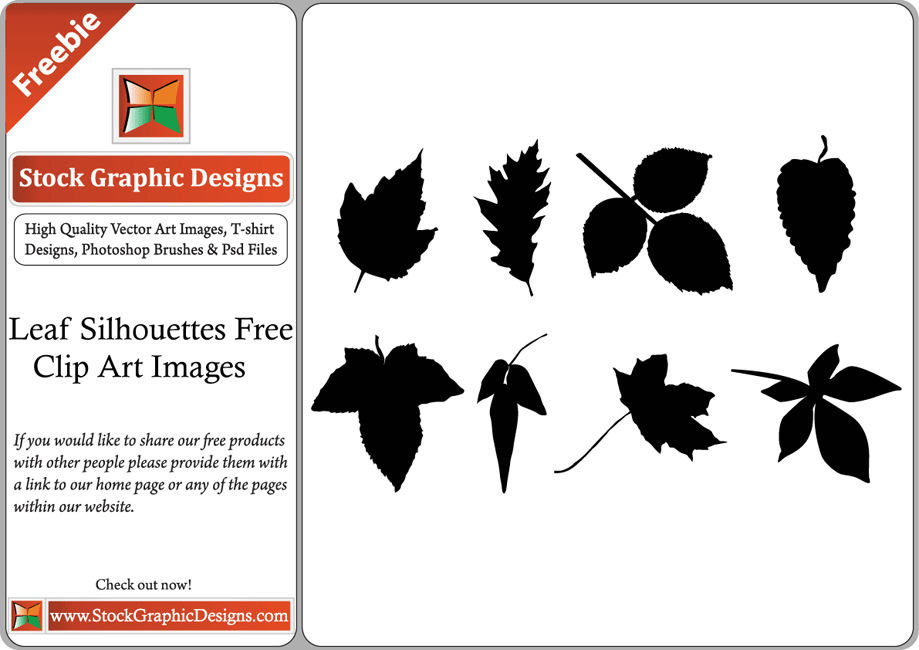 Freebie
Stock Graphic Designs
High Quality Vector Art Images, T-shirt
Designs, Photoshop Brushes & Psd Files
Leaf Silhouettes Free
Clip Art Images
If you would like to share our free products
with other people please provide them with
a link to our home page or any of the pages
within our website.
Check out now!
www.StockGraphicDesigns.com